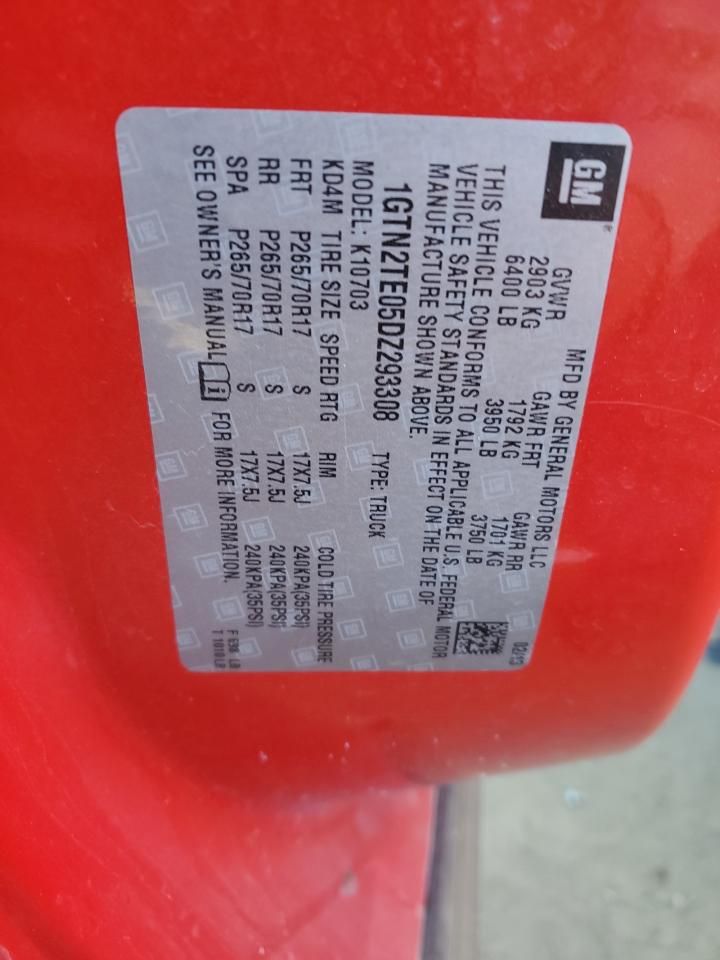 GM®
MFD BY GENERAL MOTORS LLC
02/13
GVWR GAWR FRT GAWR RR
2903 KG 1792 KG 1701 KG
6400 LB 3950 LB 3750 LB
THIS VEHICLE CONFORMS TO ALL APPLICABLE U.S. FEDERAL MOTOR
VEHICLE SAFETY STANDARDS IN EFFECT ON THE DATE OF
MANUFACTURE SHOWN ABOVE.
1GTN2TE05DZ293308 TYPE: TRUCK
MODEL: K10703
KD4M TIRE SIZE SPEED RTG RIM COLD TIRE PRESSURE
FRT P265/70R17 S 17X7.5J 240KPA(35PSI)
RR P265/70R17 S 17X7.5J 240KPA(35PSI)
SPA P265/70R17 S 17X7.5J 240KPA(35PSI)
SEE OWNER'S MANUAL i FOR MORE INFORMATION.
T 1010 LB